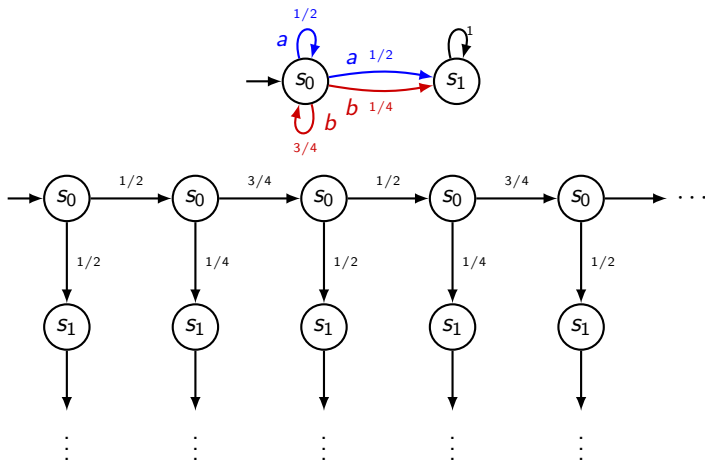 1/2
a a 1/2 1
s0 s1
b 1/4
b
3/4
1/2 3/4 1/2 3/4
s0 s0 s0 s0 s0 ⋯
1/2 1/4 1/2 1/4 1/2
s1 s1 s1 s1 s1
⋮ ⋮ ⋮ ⋮ ⋮